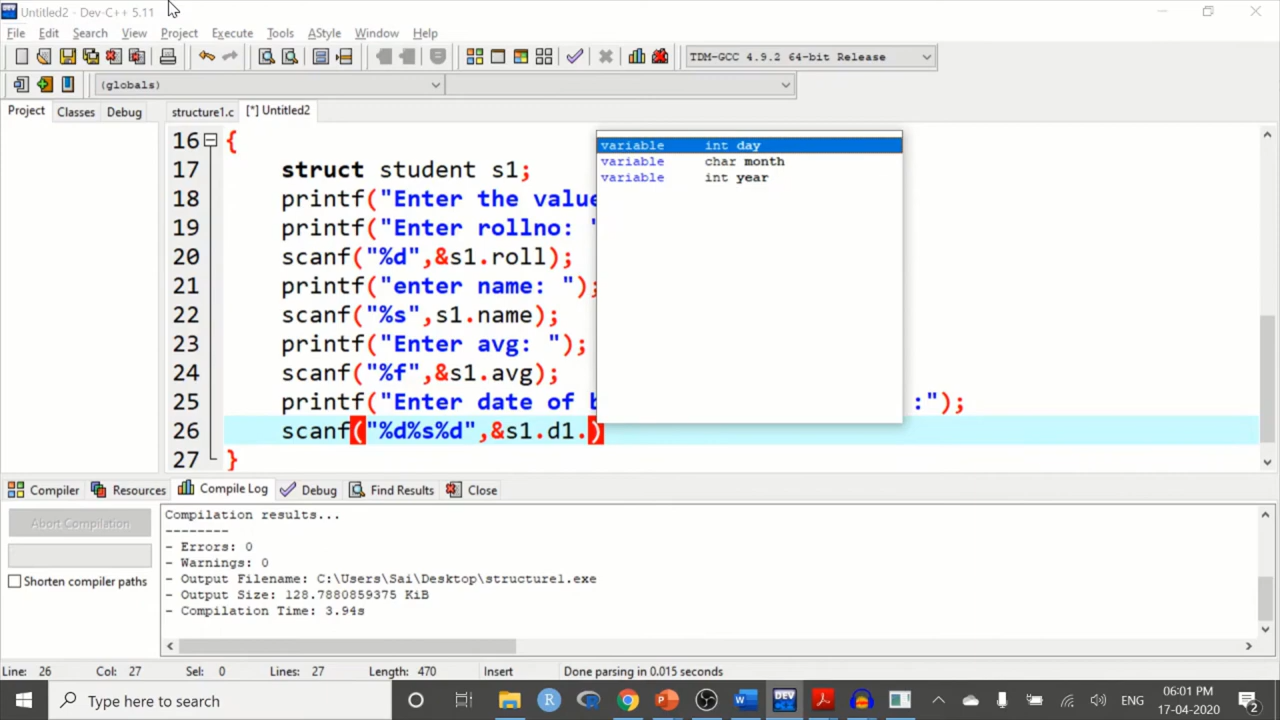 Untitled2 - Dev-C++ 5.11
File Edit Search View Project Execute Tools AStyle Window Help
TDM-GCC 4.9.2 64-bit Release
(globals)
Project Classes Debug structure1.c [*] Untitled2
16 {
17 struct student s1;
18 printf("Enter the value
19 printf("Enter rollno: "
20 scanf("%d",&s1.roll);
21 printf("enter name: ");
22 scanf("%s",s1.name);
23 printf("Enter avg: ");
24 scanf("%f",&s1.avg);
25 printf("Enter date of b :");
26 scanf("%d%s%d",&s1.d1.)
27 }
variable int day
variable char month
variable int year
Compiler Resources Compile Log Debug Find Results Close
Abort Compilation
Shorten compiler paths
Compilation results...
--------
- Errors: 0
- Warnings: 0
- Output Filename: C:\Users\Sai\Desktop\structure1.exe
- Output Size: 128.7880859375 KiB
- Compilation Time: 3.94s
Line: 26 Col: 27 Sel: 0 Lines: 27 Length: 470 Insert Done parsing in 0.015 seconds
Type here to search
ENG
06:01 PM
17-04-2020
2